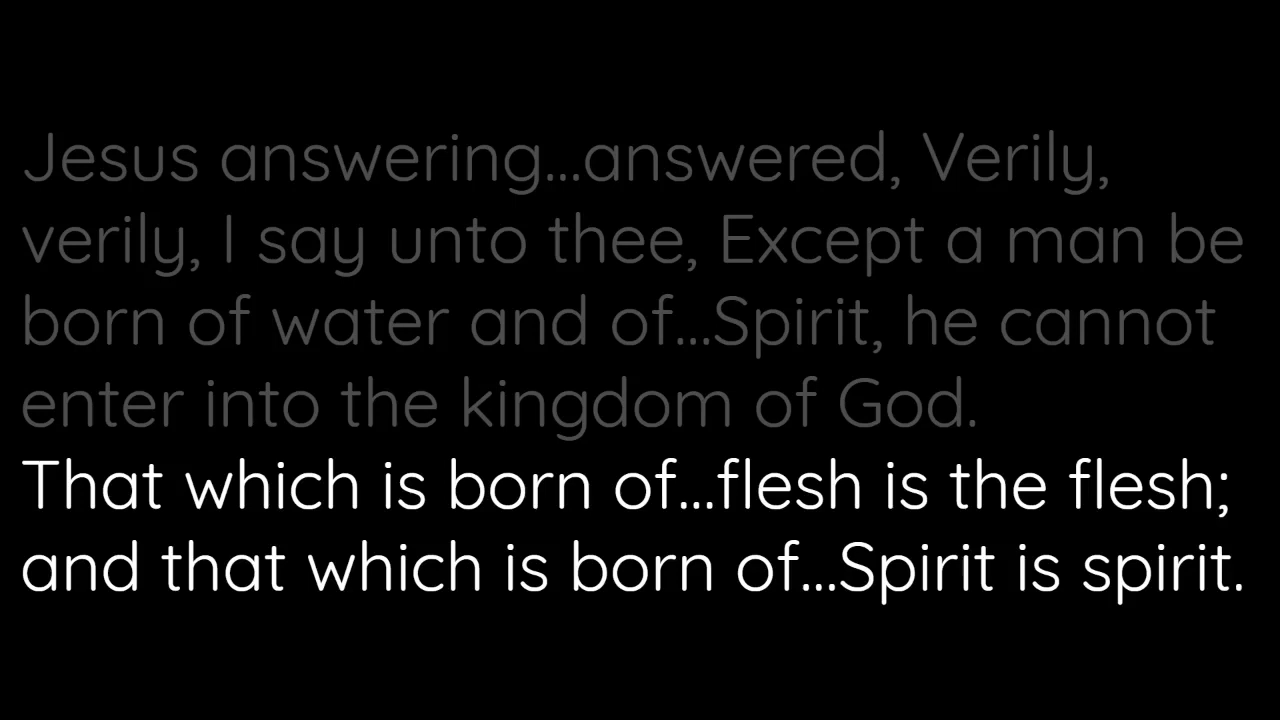 Jesus answering...answered, Verily,
verily, I say unto thee, Except a man be
born of water and of...Spirit, he cannot
enter into the kingdom of God.
That which is born of...flesh is the flesh;
and that which is born of...Spirit is spirit.